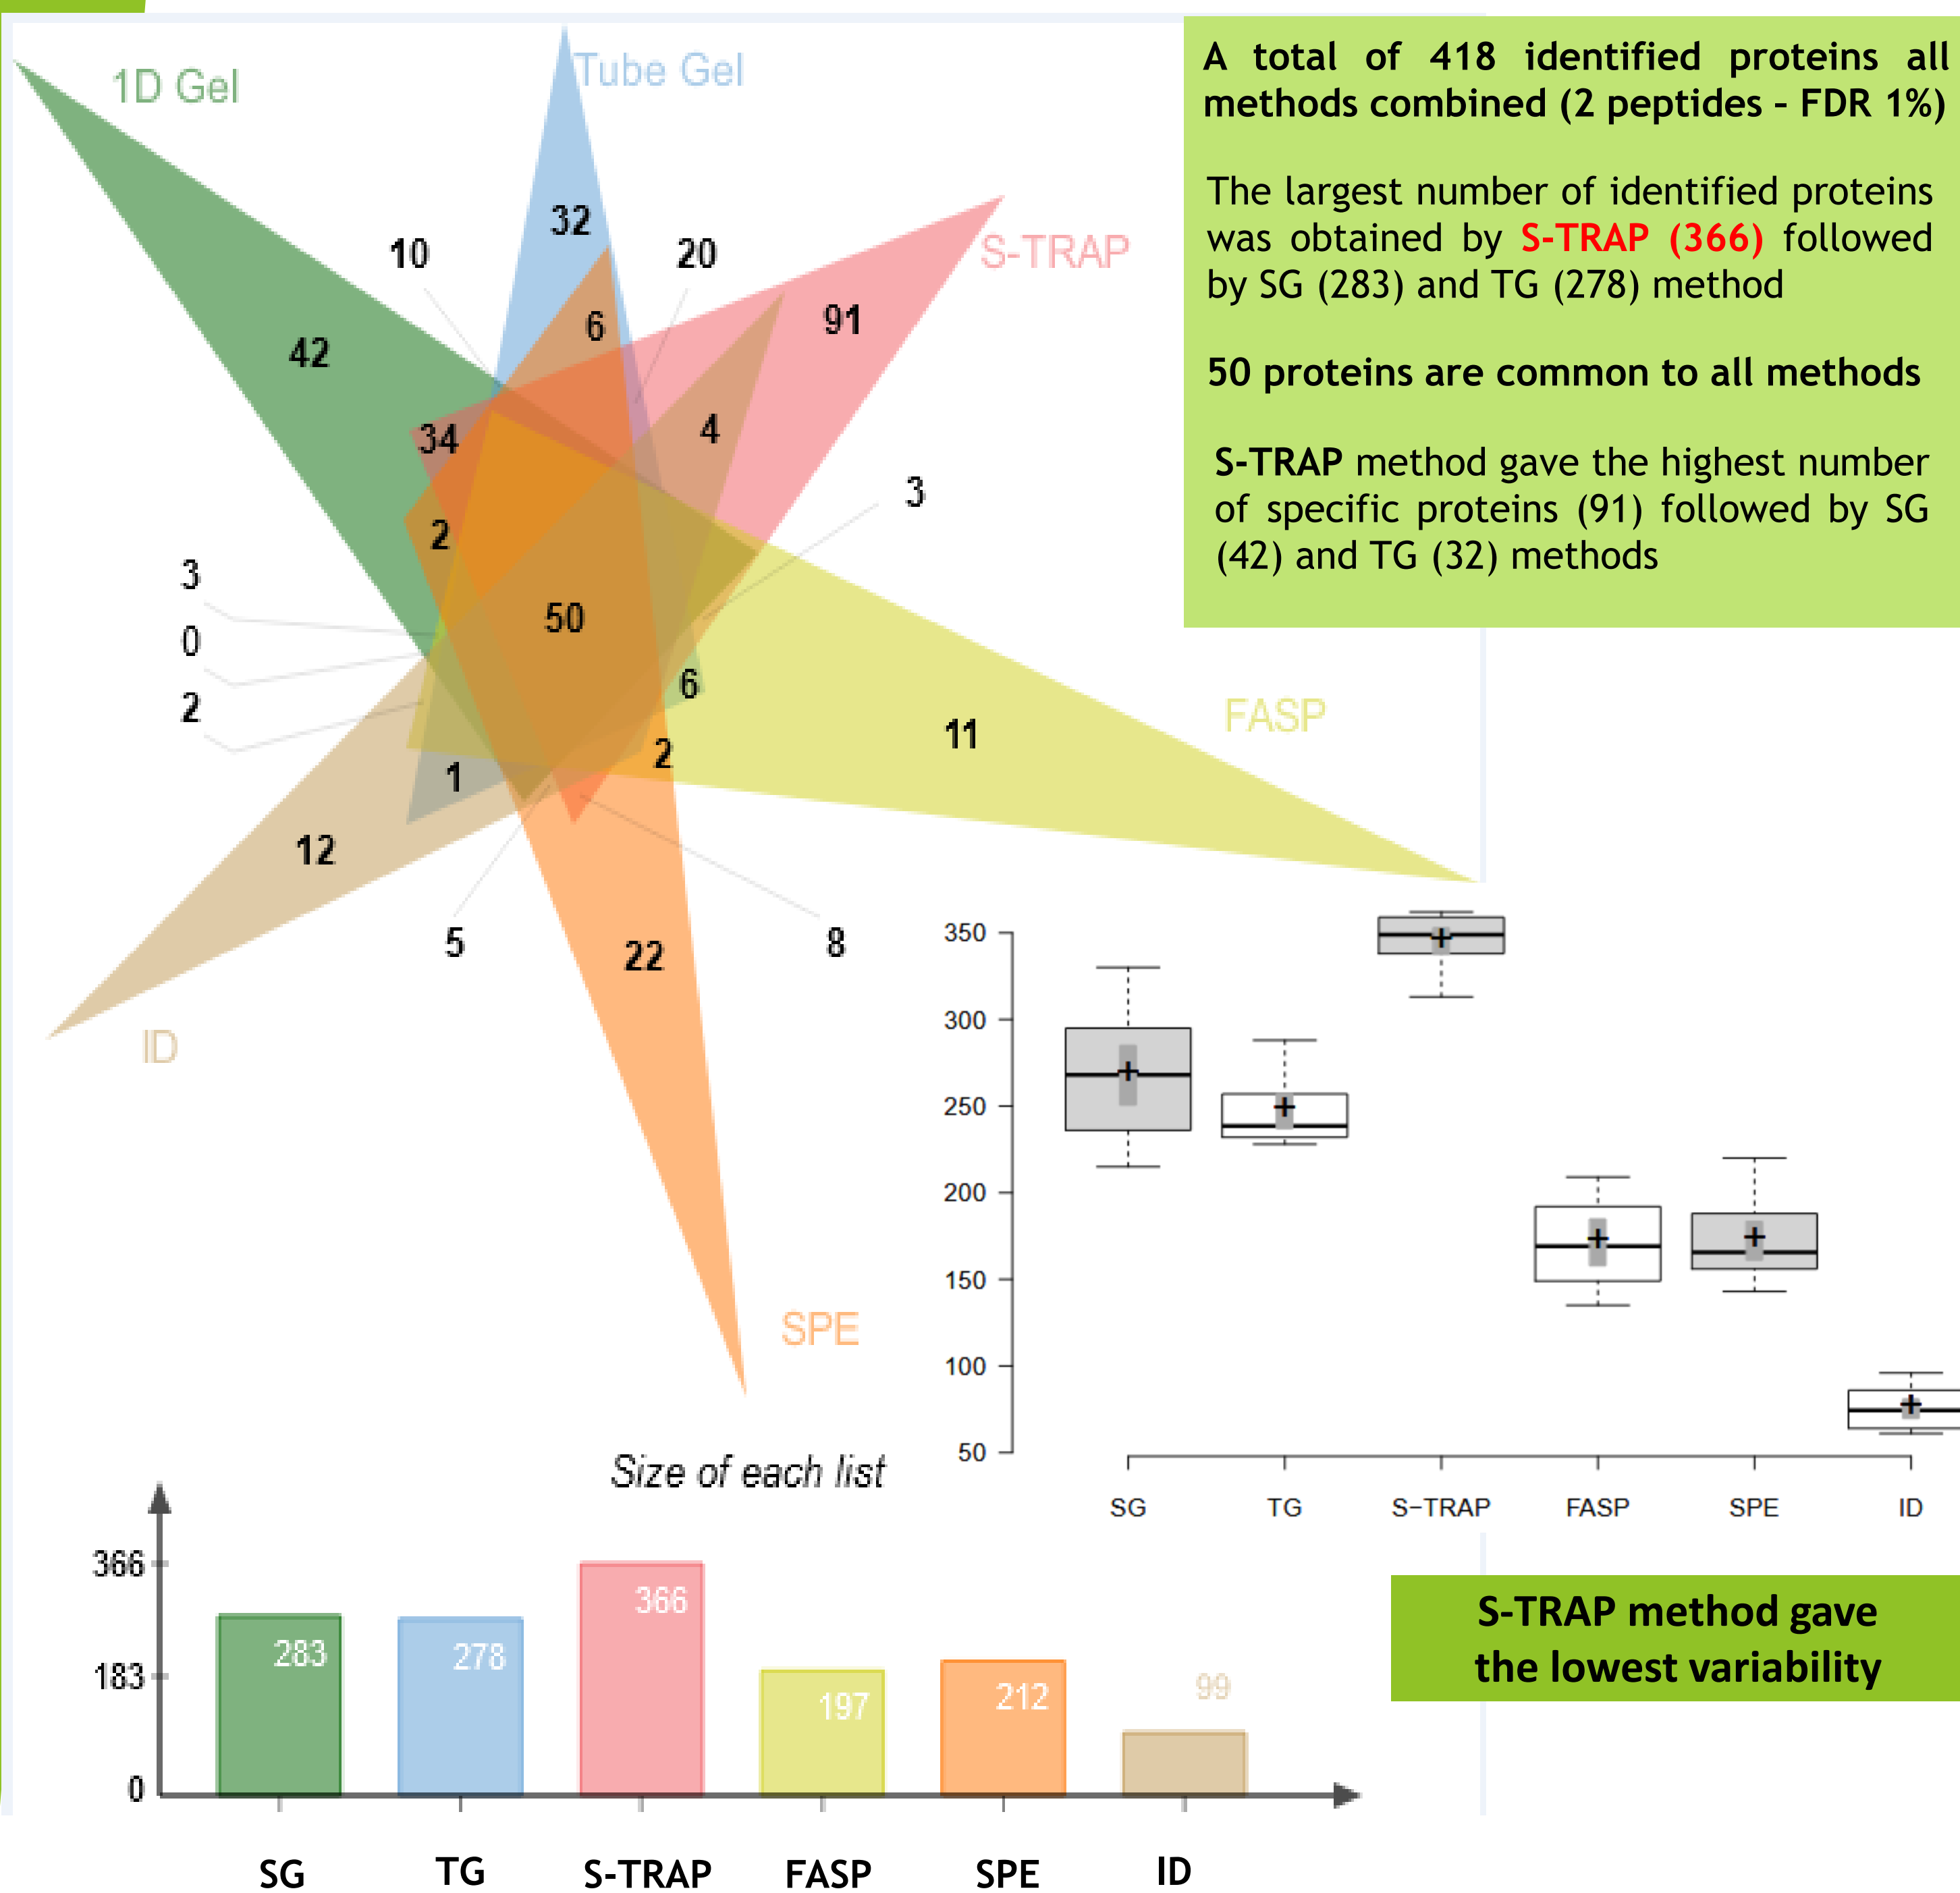 1D Gel
Tube Gel
S-TRAP
FASP
SPE
ID
32
10
20
91
6
42
34
4
3
2
3
0
2
50
6
11
2
1
12
5
22
8
A total of 418 identified proteins all
methods combined (2 peptides – FDR 1%)
The largest number of identified proteins
was obtained by S-TRAP (366) followed
by SG (283) and TG (278) method
50 proteins are common to all methods
S-TRAP method gave the highest number
of specific proteins (91) followed by SG
(42) and TG (32) methods
350
300
250
200
150
100
50
SG TG S-TRAP FASP SPE ID
Size of each list
366
183
0
283 278 366 197 212 99
SG TG S-TRAP FASP SPE ID
S-TRAP method gave
the lowest variability